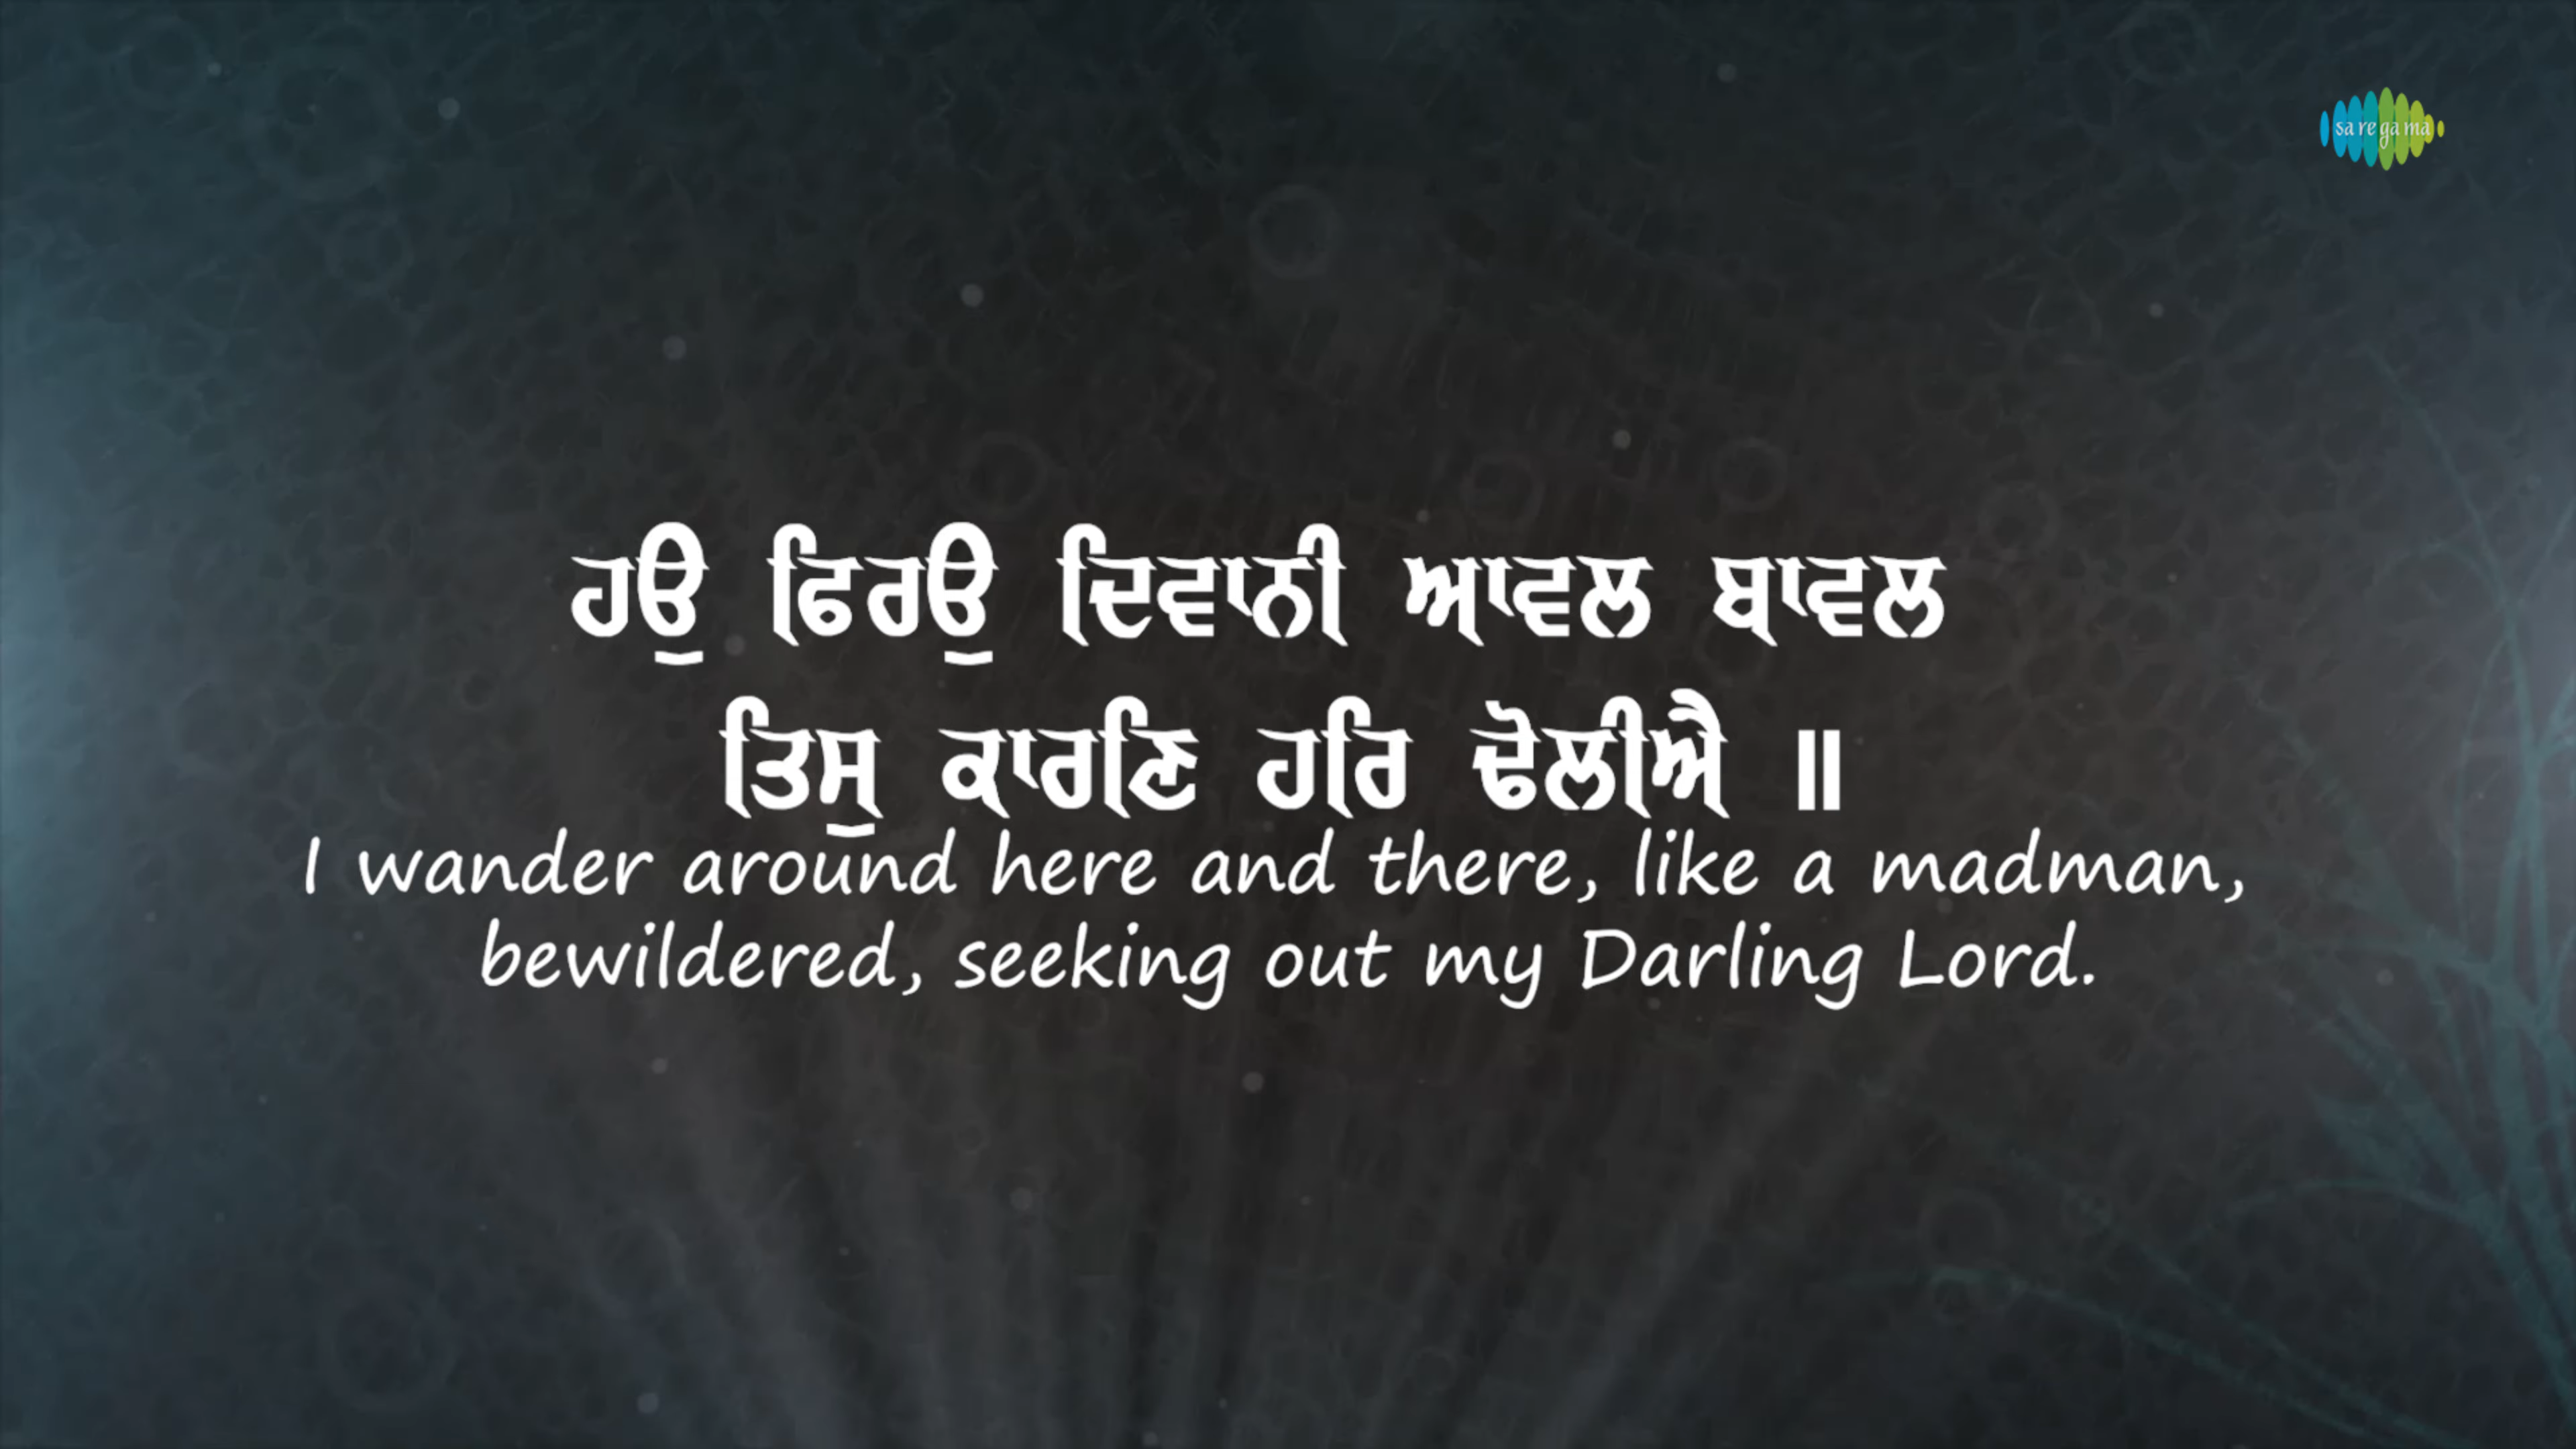 saregama
ਹਉ ਫਿਰਉ ਦਿਵਾਨੀ ਆਵਲ ਬਾਵਲ
ਤਿਸੁ ਕਾਰਣਿ ਹਰਿ ਢੋਲੀਐ ॥
I wander around here and there, like a madman,
bewildered, seeking out my Darling Lord.